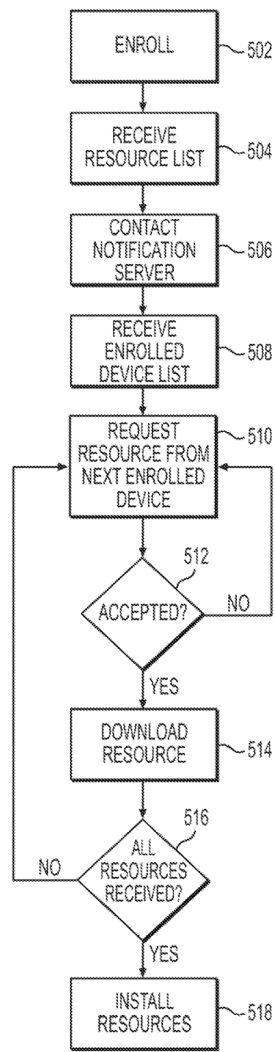 ENROLL
502
RECEIVE
RESOURCE LIST
504
CONTACT
NOTIFICATION
SERVER
506
RECEIVE
ENROLLED
DEVICE LIST
508
REQUEST
RESOURCE FROM
NEXT ENROLLED
DEVICE
510
512
ACCEPTED?
NO
YES
DOWNLOAD
RESOURCE
514
516
ALL
RESOURCES
RECEIVED?
NO
YES
INSTALL
RESOURCES
518